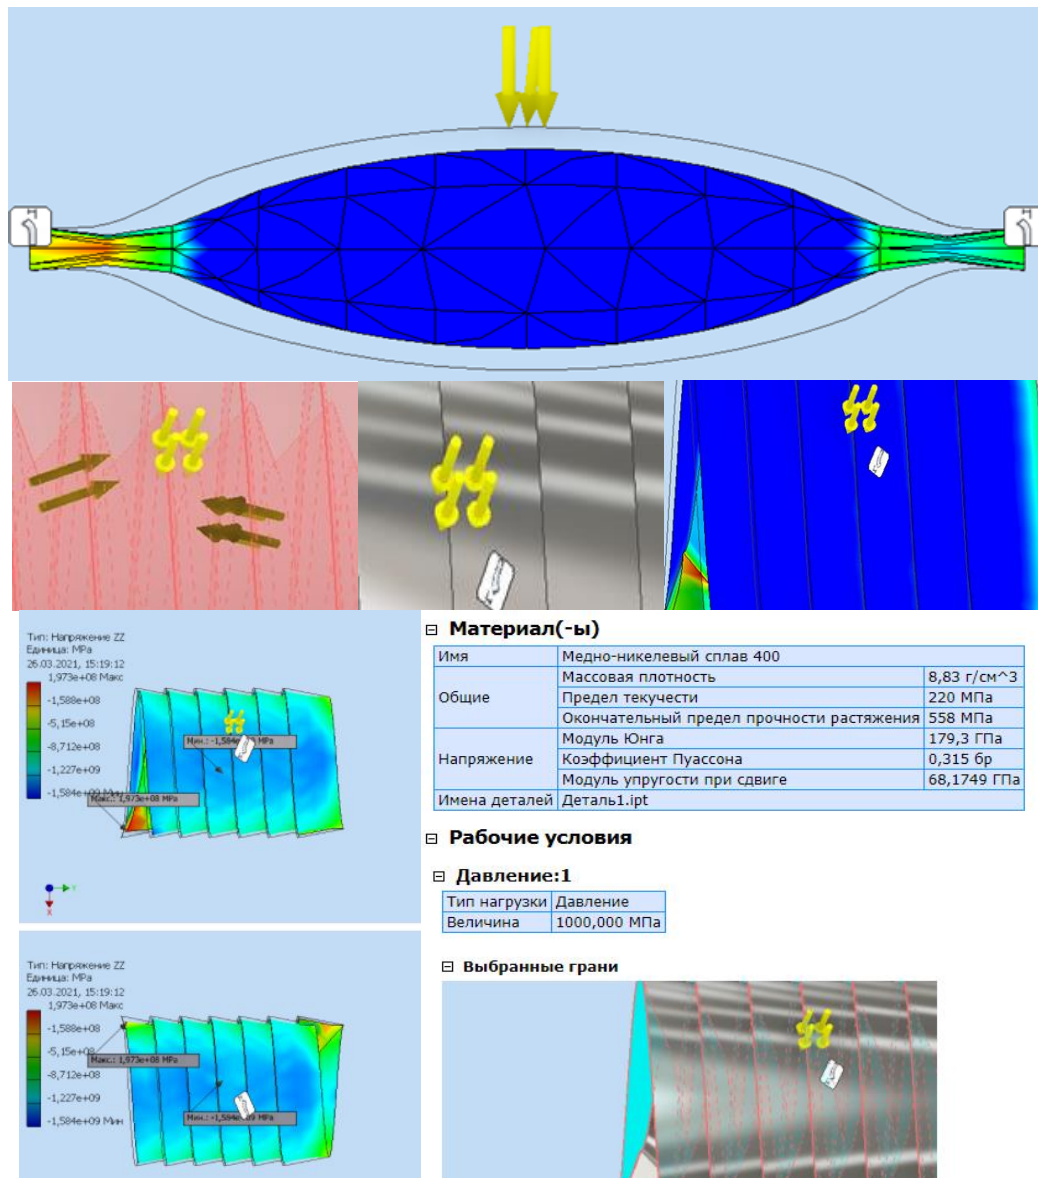 Материал(-ы)
Имя Медно-никелевый сплав 400
Общие Массовая плотность 8,83 г/см^3
Предел текучести 220 МПа
Окончательный предел прочности растяжения 558 МПа
Напряжение Модуль Юнга 179,3 ГПа
Коэффициент Пуассона 0,315 бр
Модуль упругости при сдвиге 68,1749 ГПа
Имена деталей Деталь1.ipt
Рабочие условия
Давление:1
Тип нагрузки Давление
Величина 1000,000 МПа
Выбранные грани
Тип: Напряжение ZZ
Единица: MPa
26.03.2021, 15:19:12
1,973e+08 Макс
-1,588e+08
-5,15e+08
-8,712e+08
-1,227e+09
-1,584e+09 Мин
Макс.: 1,973e+08 MPa
Y
X
Тип: Напряжение ZZ
Единица: MPa
26.03.2021, 15:19:12
1,973e+08 Макс
-1,588e+08
-5,15e+08
-8,712e+08
-1,227e+09
-1,584e+09 Мин
Макс.: 1,973e+08 MPa